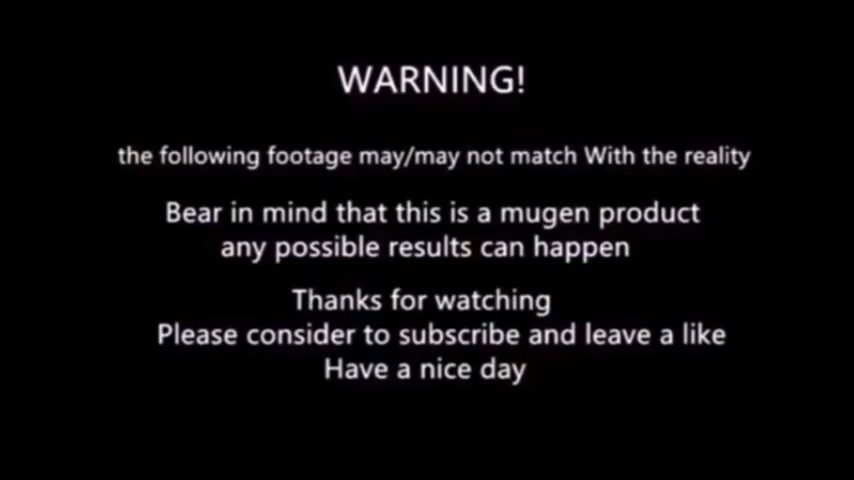 WARNING!
the following footage may/may not match With the reality
Bear in mind that this is a mugen product
any possible results can happen
Thanks for watching
Please consider to subscribe and leave a like
Have a nice day